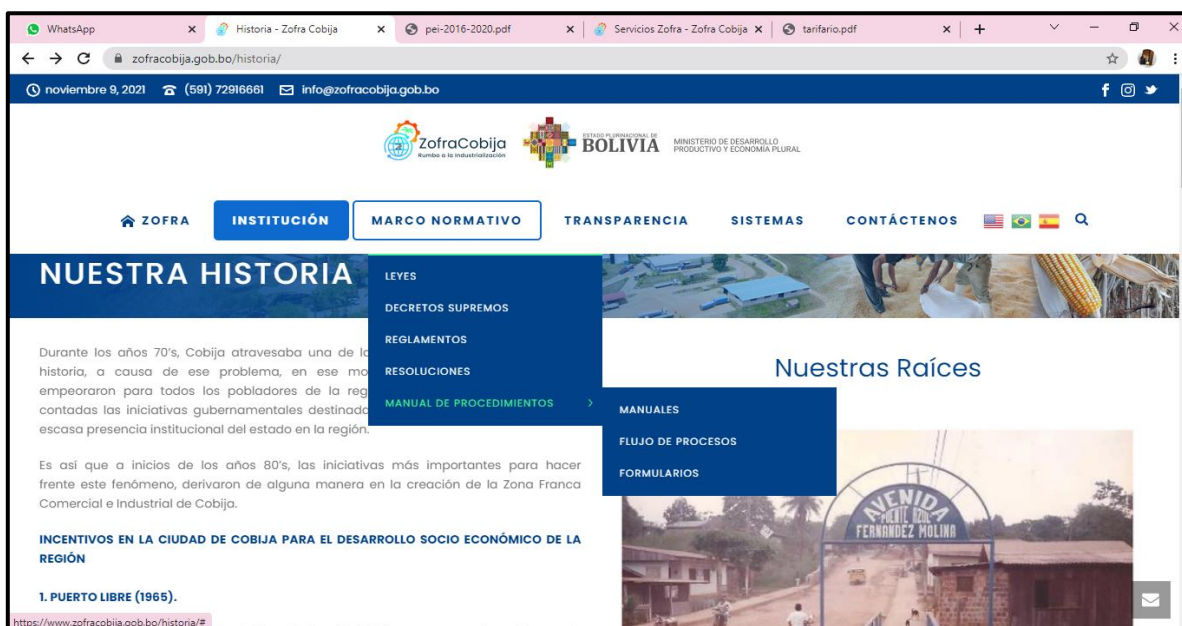 WhatsApp
Historia - Zofra Cobija
pei-2016-2020.pdf
Servicios Zofra - Zofra Cobija
tarifario.pdf
zofracobija.gob.bo/historia/
noviembre 9, 2021 (591) 72916661 info@zofracobija.gob.bo
ZofraCobija
Rumbo a la Industrialización
ESTADO PLURINACIONAL DE
BOLIVIA
MINISTERIO DE DESARROLLO
PRODUCTIVO Y ECONOMÍA PLURAL
ZOFRA INSTITUCIÓN MARCO NORMATIVO TRANSPARENCIA SISTEMAS CONTÁCTENOS
NUESTRA HISTORIA
LEYES
DECRETOS SUPREMOS
REGLAMENTOS
RESOLUCIONES
MANUAL DE PROCEDIMIENTOS
MANUALES
FLUJO DE PROCESOS
FORMULARIOS
Durante los años 70's, Cobija atravesaba una de
historia, a causa de ese problema, en ese
empeoraron para todos los pobladores de la
contadas las iniciativas gubernamentales
escasa presencia institucional del estado en la región.
Es así que a inicios de los años 80's, las iniciativas más importantes para hacer
frente este fenómeno, derivaron de alguna manera en la creación de la Zona Franca
Comercial e Industrial de Cobija.
INCENTIVOS EN LA CIUDAD DE COBIJA PARA EL DESARROLLO SOCIO ECONÓMICO DE LA
REGIÓN
1. PUERTO LIBRE (1965).
Nuestras Raíces
AVENIDA
PUENTE AZUL
FERNANDEZ MOLINA
https://www.zofracobija.gob.bo/historia/#